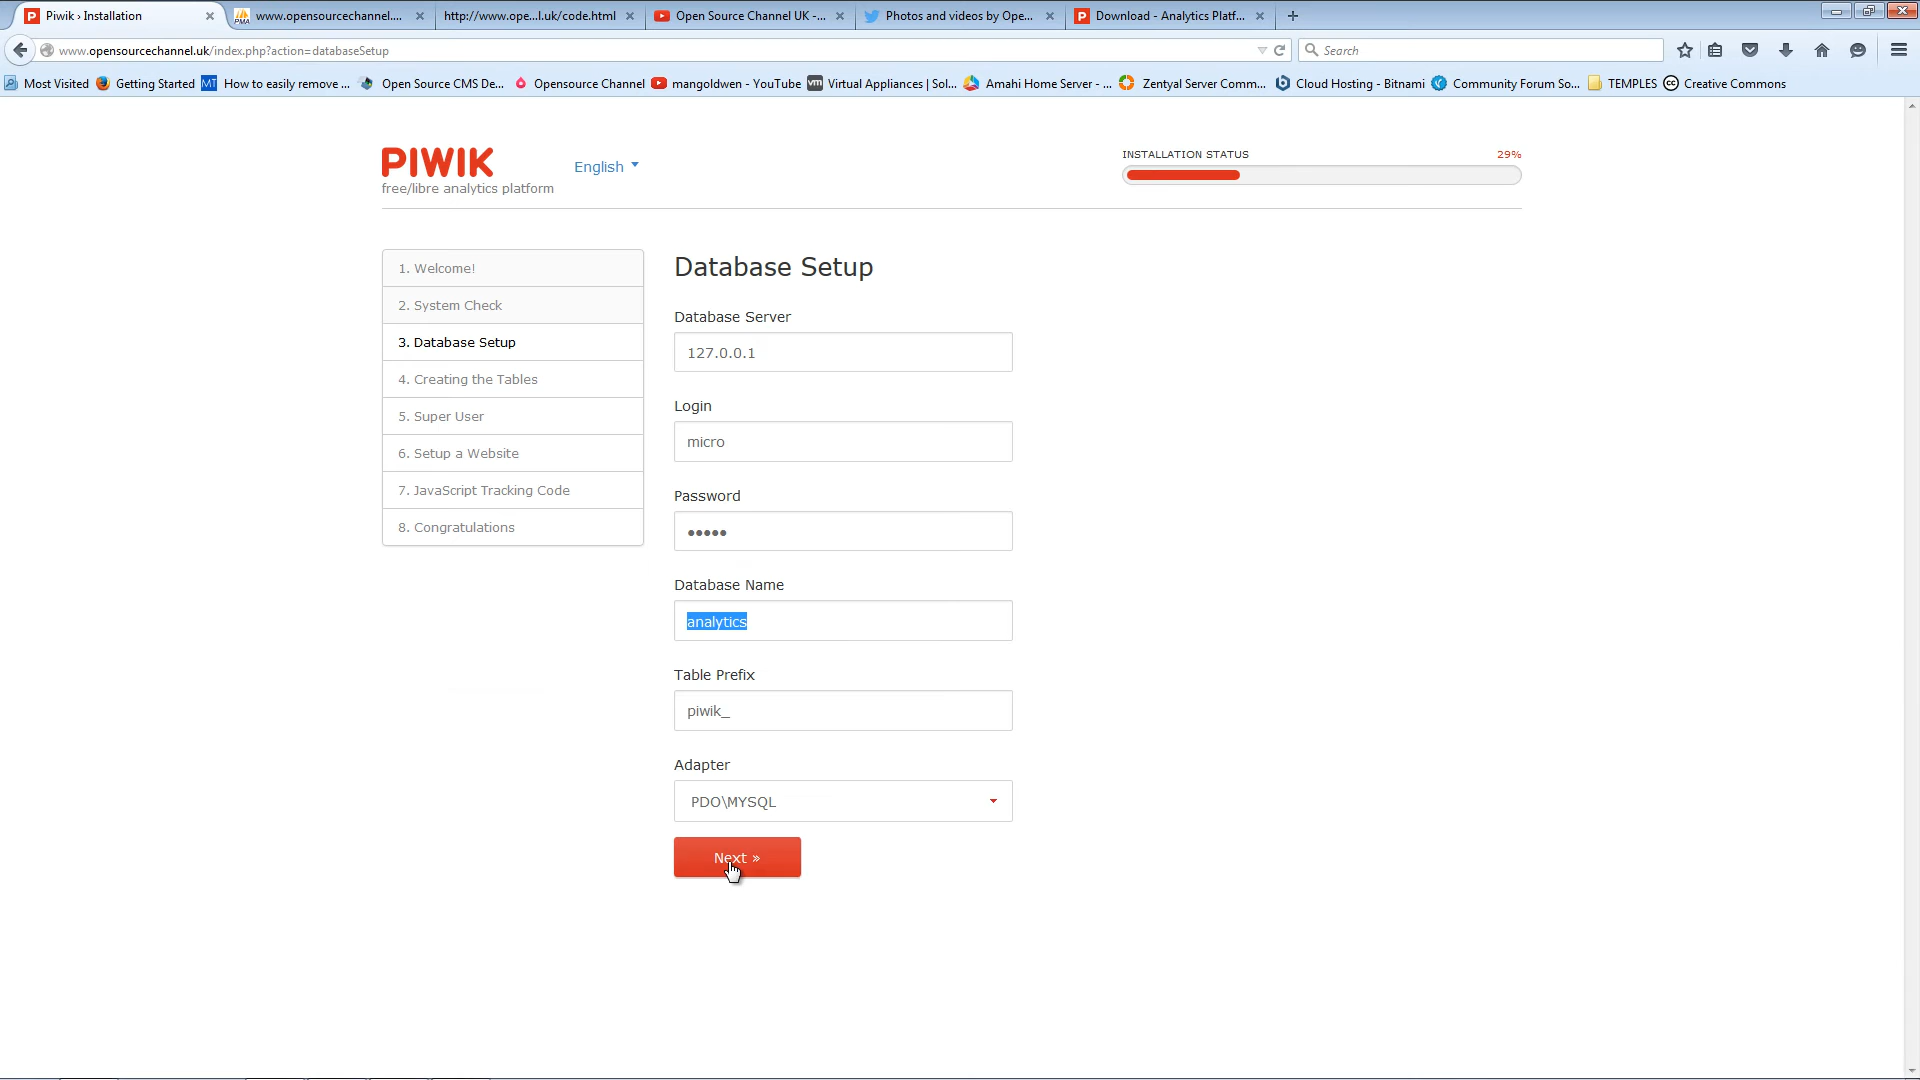 Piwik › Installation
www.opensourcechannel....
http://www.ope...l.uk/code.html
Open Source Channel UK -...
Photos and videos by Ope...
Download - Analytics Platf...
www.opensourcechannel.uk/index.php?action=databaseSetup
Search
Most Visited
Getting Started
MT
How to easily remove ...
Open Source CMS De...
Opensource Channel
mangoldwen - YouTube
vm
Virtual Appliances | Sol...
Amahi Home Server - ...
Zentyal Server Comm...
Cloud Hosting - Bitnami
Community Forum So...
TEMPLES
Creative Commons
PIWIK
free/libre analytics platform
English
INSTALLATION STATUS
29%
1. Welcome!
2. System Check
3. Database Setup
4. Creating the Tables
5. Super User
6. Setup a Website
7. JavaScript Tracking Code
8. Congratulations
Database Setup
Database Server
127.0.0.1
Login
micro
Password
•••••
Database Name
analytics
Table Prefix
piwik_
Adapter
PDO\MYSQL
Next »